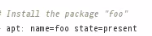 # Install the package "foo"
- apt: name=foo state=present